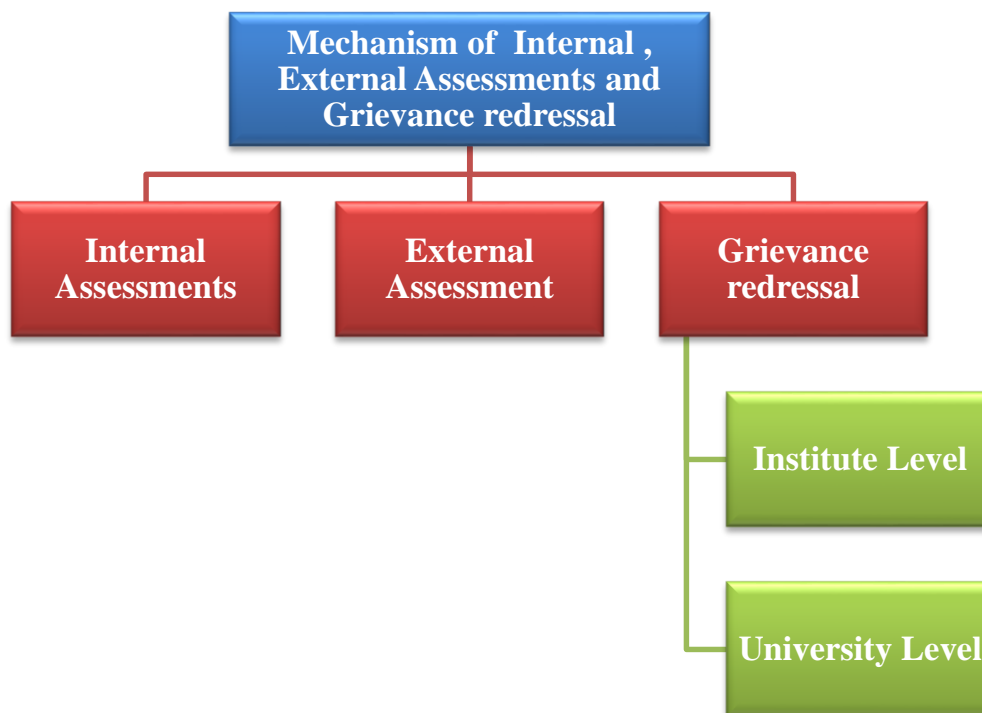 Mechanism of Internal ,
External Assessments and
Grievance redressal
Internal
Assessments
External
Assessment
Grievance
redressal
Institute Level
University Level